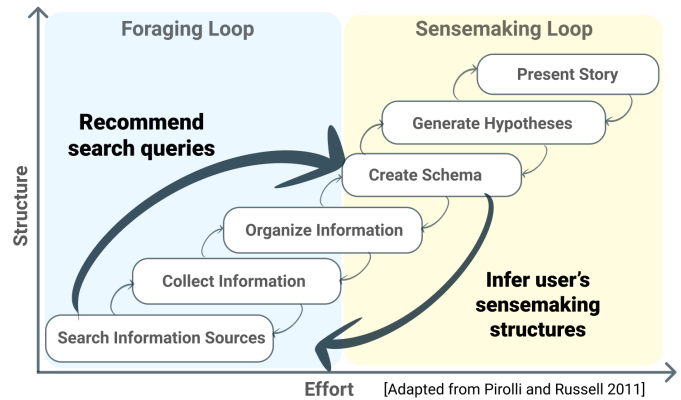 Foraging Loop
Sensemaking Loop
Present Story
Recommend
search queries
Generate Hypotheses
Create Schema
Structure
Organize Information
Collect Information
Infer user's
sensemaking
structures
Search Information Sources
Effort
[Adapted from Pirolli and Russell 2011]